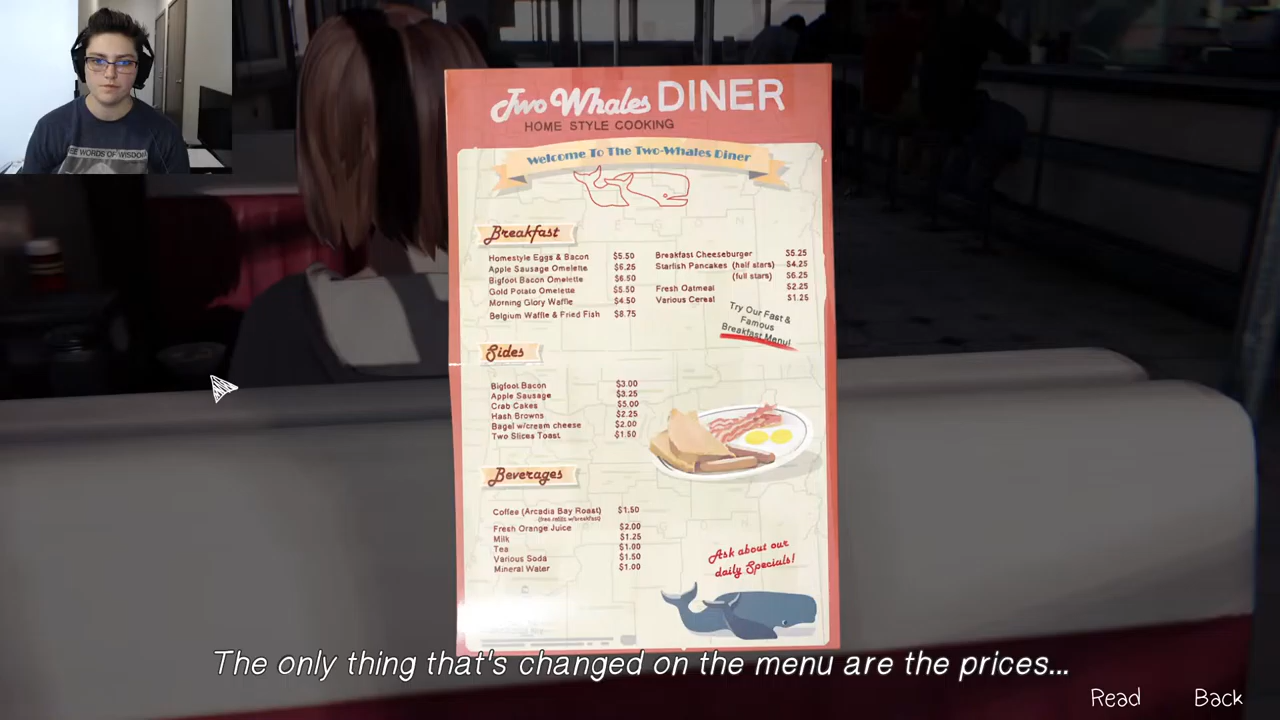 EE WORDS OF WISDOM
Two Whales DINER
HOME STYLE COOKING
Welcome To The Two-Whales Diner
Breakfast
Homestyle Eggs & Bacon $5.50
Apple Sausage Omelette $6.25
Bigfoot Bacon Omelette $6.50
Gold Potato Omelette $5.50
Morning Glory Waffle $4.50
Belgium Waffle & Fried Fish $8.75
Breakfast Cheeseburger $5.25
Starfish Pancakes (half stars) $4.25
(full stars) $6.25
Fresh Oatmeal $2.25
Various Cereal $1.25
Try Our Fast &
Famous
Breakfast Menu!
Sides
Bigfoot Bacon $3.00
Apple Sausage $3.25
Crab Cakes $5.00
Hash Browns $2.25
Bagel w/cream cheese $2.00
Two Slices Toast $1.50
Beverages
Coffee (Arcadia Bay Roast) $1.50
(free refills w/breakfast)
Fresh Orange Juice $2.00
Milk $1.25
Tea $1.00
Various Soda $1.50
Mineral Water $1.00
Ask about our
daily Specials!
The only thing that's changed on the menu are the prices...
Read Back